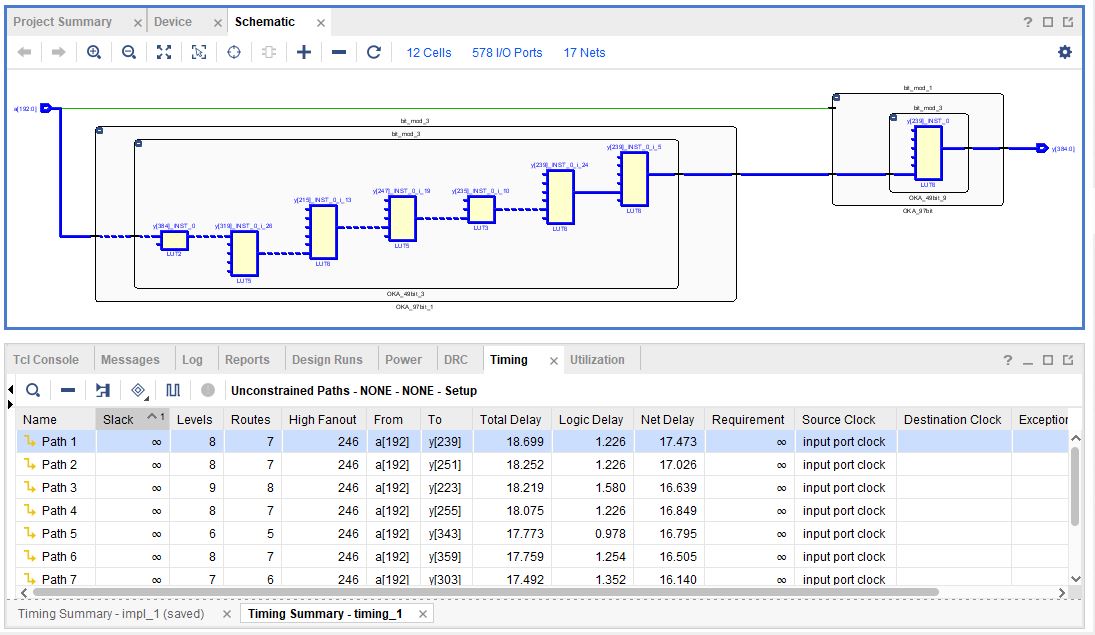 Project Summary Device Schematic
12 Cells 578 I/O Ports 17 Nets
bit_mod_1
a[192:0]
bit_mod_3
y[239]_INST_0
bit_mod_3
bit_mod_3
y[239]_INST_0_i_5
y[384:0]
y[239]_INST_0_i_24
y[247]_INST_0_i_19 y[235]_INST_0_i_10
LUT6
y[215]_INST_0_i_13
OKA_49bit_9
LUT6
OKA_97bit
y[384]_INST_0 y[319]_INST_0_i_26
LUT3 LUT6
LUT5
LUT2
LUT6
LUT5
OKA_49bit_3
OKA_97bit_1
Tcl Console Messages Log Reports Design Runs Power DRC Timing Utilization
Unconstrained Paths - NONE - NONE - Setup
Name Slack 1 Levels Routes High Fanout From To Total Delay Logic Delay Net Delay Requirement Source Clock Destination Clock Exception
Path 1 ∞ 8 7 246 a[192] y[239] 18.699 1.226 17.473 ∞ input port clock
Path 2 ∞ 8 7 246 a[192] y[251] 18.252 1.226 17.026 ∞ input port clock
Path 3 ∞ 9 8 246 a[192] y[223] 18.219 1.580 16.639 ∞ input port clock
Path 4 ∞ 8 7 246 a[192] y[255] 18.075 1.226 16.849 ∞ input port clock
Path 5 ∞ 6 5 246 a[192] y[343] 17.773 0.978 16.795 ∞ input port clock
Path 6 ∞ 8 7 246 a[192] y[359] 17.759 1.254 16.505 ∞ input port clock
Path 7 ∞ 7 6 246 a[192] y[303] 17.492 1.352 16.140 ∞ input port clock
Timing Summary - impl_1 (saved) Timing Summary - timing_1